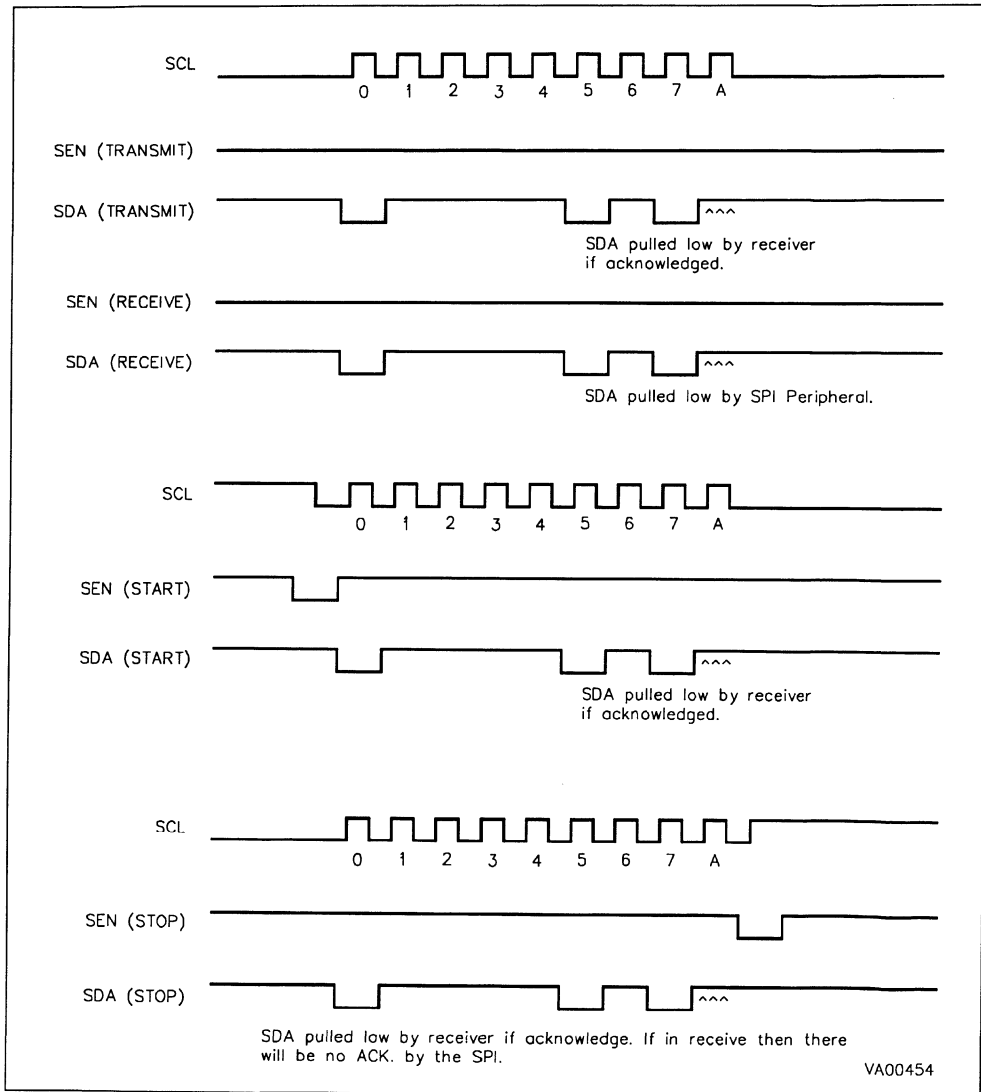 SCL
0 1 2 3 4 5 6 7 A
SEN (TRANSMIT)
SDA (TRANSMIT)
^^^
SDA pulled low by receiver
if acknowledged.
SEN (RECEIVE)
SDA (RECEIVE)
^^^
SDA pulled low by SPI Peripheral.
SCL
0 1 2 3 4 5 6 7 A
SEN (START)
SDA (START)
^^^
SDA pulled low by receiver
if acknowledged.
SCL
0 1 2 3 4 5 6 7 A
SEN (STOP)
SDA (STOP)
^^^
SDA pulled low by receiver if acknowledge. If in receive then there
will be no ACK. by the SPI.
VA00454